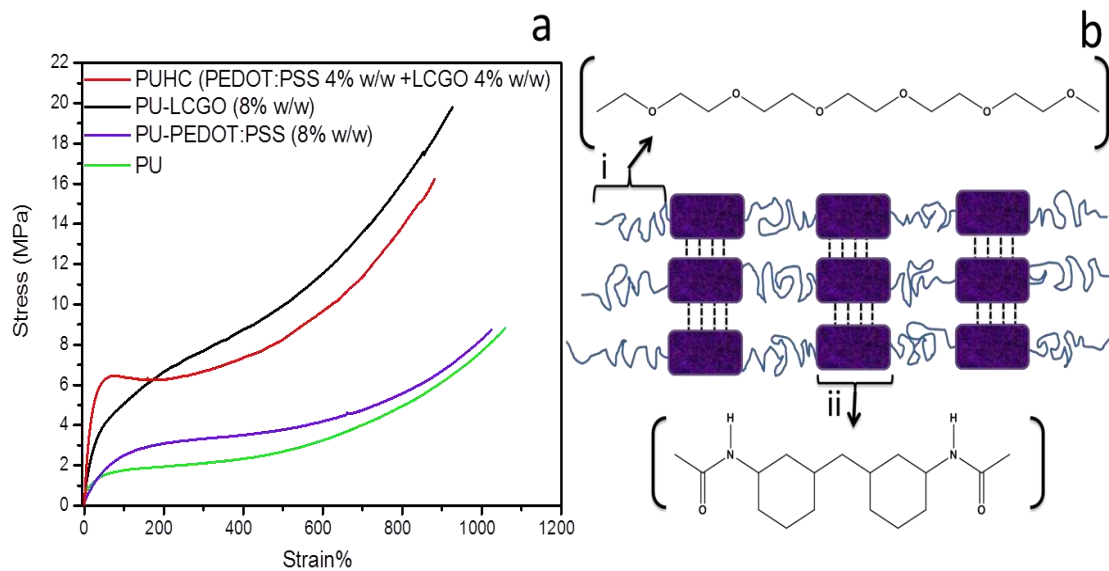 a
22
20
18
16
14
12
10
8
6
4
2
0
Stress (MPa)
PUHC (PEDOT:PSS 4% w/w +LCGO 4% w/w)
PU-LCGO (8% w/w)
PU-PEDOT:PSS (8% w/w)
PU
0 200 400 600 800 1000 1200
Strain%
b
O O O O O O
i
ii
H H
N N
O O